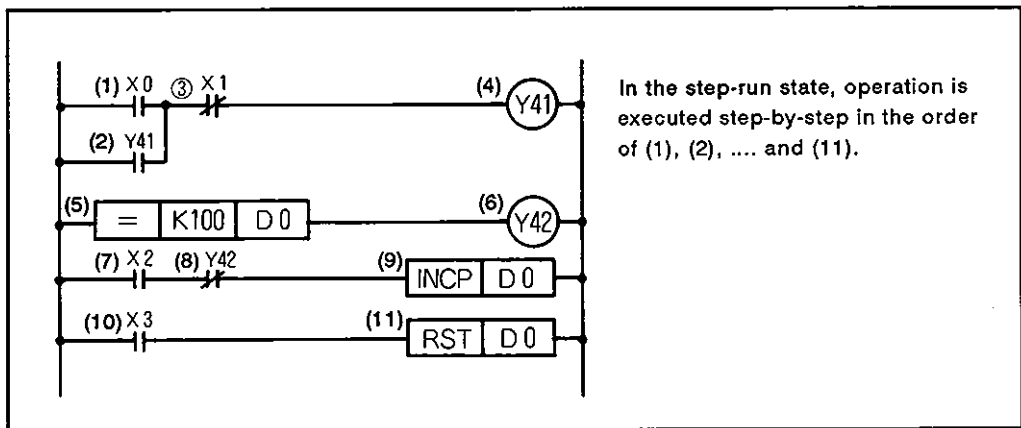 (1) X0 ③ X1 (4) Y41
(2) Y41
(5) = K100 D0 (6) Y42
(7) X2 (8) Y42 (9) INCP D0
(10) X3 (11) RST D0
In the step-run state, operation is
executed step-by-step in the order
of (1), (2), .... and (11).